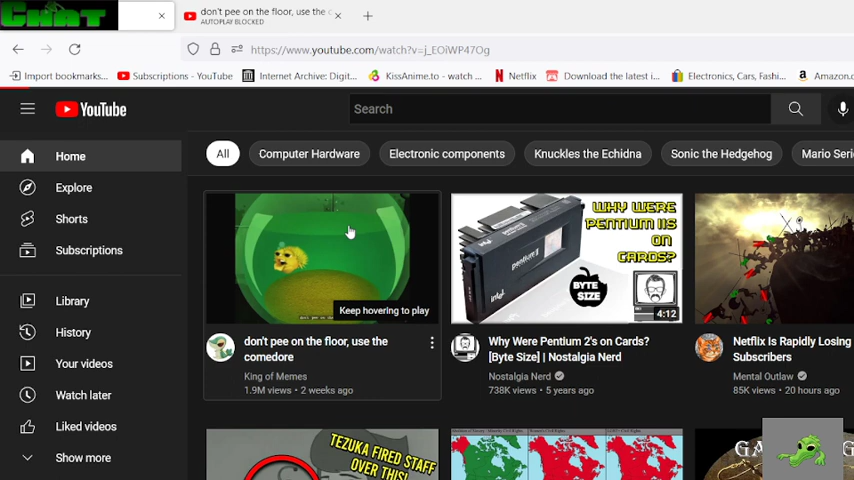 CHAT
don't pee on the floor, use the c
AUTOPLAY BLOCKED
https://www.youtube.com/watch?v=j_EOiWP47Og
Import bookmarks...
Subscriptions - YouTube
Internet Archive: Digit...
KissAnime.to - watch ...
Netflix
Download the latest i...
Electronics, Cars, Fashi...
Amazon.c
YouTube
Search
Home
Explore
Shorts
Subscriptions
Library
History
Your videos
Watch later
Liked videos
Show more
All
Computer Hardware
Electronic components
Knuckles the Echidna
Sonic the Hedgehog
Mario Seri
Keep hovering to play
don't pee on the floor, use the
comedore
King of Memes
1.9M views • 2 weeks ago
WHY WERE
PENTIUM IIS
ON
CARDS?
intel
pentium II
BYTE
SIZE
4:12
Why Were Pentium 2's on Cards?
[Byte Size] | Nostalgia Nerd
Nostalgia Nerd
738K views • 5 years ago
Netflix Is Rapidly Losing
Subscribers
Mental Outlaw
85K views • 20 hours ago
TEZUKA FIRED STAFF
OVER THIS!